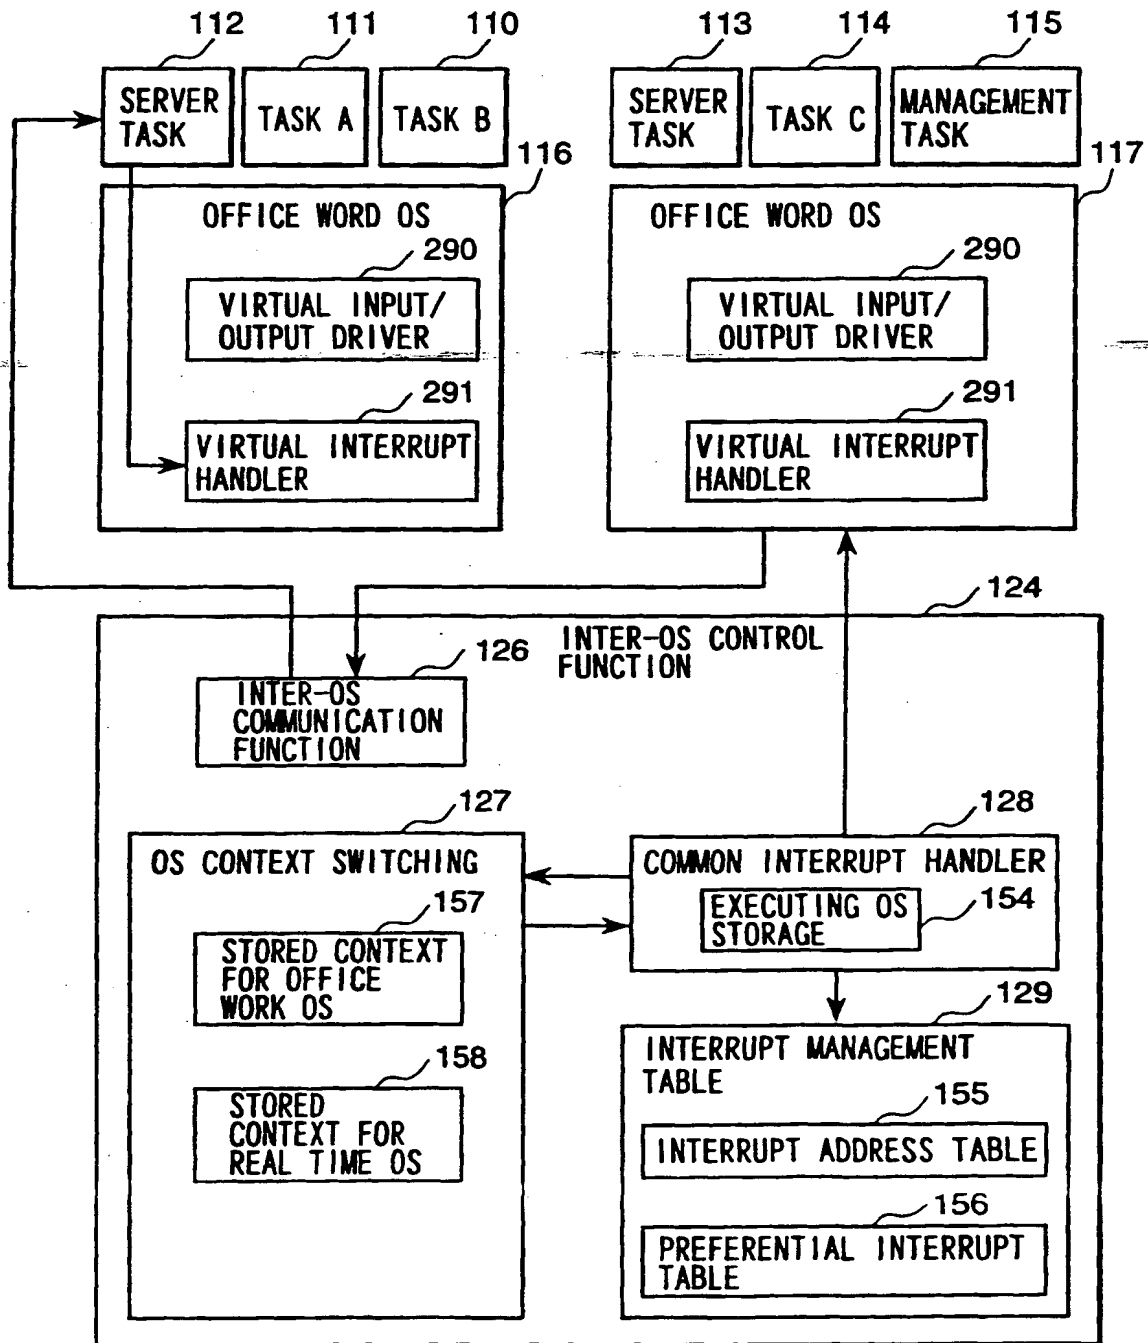 112
111
110
113
114
115
SERVER
TASK
TASK A
TASK B
SERVER
TASK
TASK C
MANAGEMENT
TASK
116
117
OFFICE WORD OS
OFFICE WORD OS
290
290
VIRTUAL INPUT/
OUTPUT DRIVER
VIRTUAL INPUT/
OUTPUT DRIVER
291
291
VIRTUAL INTERRUPT
HANDLER
VIRTUAL INTERRUPT
HANDLER
124
INTER-OS CONTROL
FUNCTION
126
INTER-OS
COMMUNICATION
FUNCTION
127
128
OS CONTEXT SWITCHING
COMMON INTERRUPT HANDLER
157
EXECUTING OS
STORAGE
154
STORED CONTEXT
FOR OFFICE
WORK OS
129
INTERRUPT MANAGEMENT
TABLE
158
STORED
CONTEXT FOR
REAL TIME OS
155
INTERRUPT ADDRESS TABLE
156
PREFERENTIAL INTERRUPT
TABLE